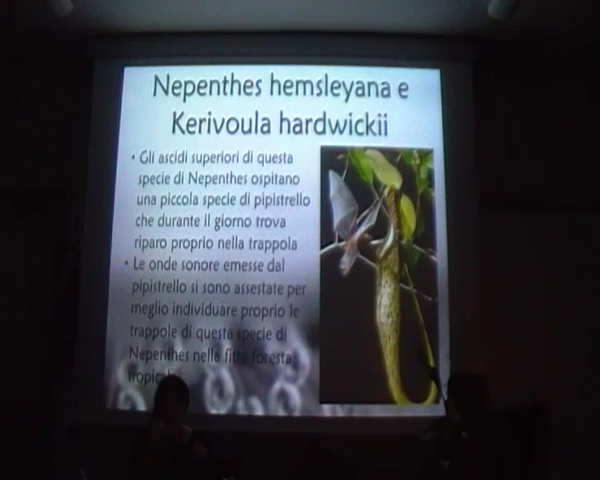 Nepenthes hemsleyana e
Kerivoula hardwickii
• Gli ascidi superiori di questa
specie di Nepenthes ospitano
una piccola specie di pipistrello
che durante il giorno trova
riparo proprio nella trappola
• Le onde sonore emesse dal
pipistrello si sono assestate per
meglio individuare proprio le
trappole di questa specie di
Nepenthes nella fitta foresta